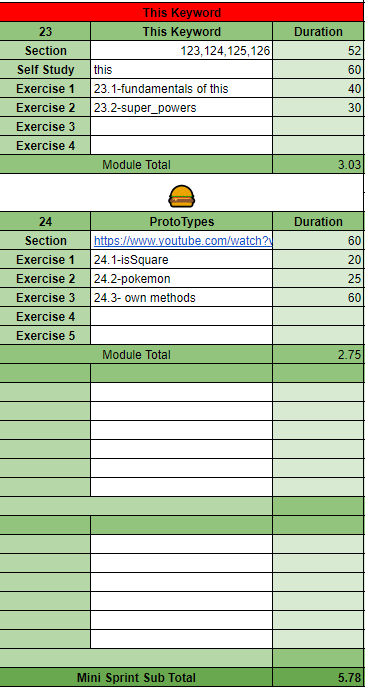 This Keyword
23 This Keyword Duration
Section 123,124,125,126 52
Self Study this 60
Exercise 1 23.1-fundamentals of this 40
Exercise 2 23.2-super_powers 30
Exercise 3
Exercise 4
Module Total 3.03
24 ProtoTypes Duration
Section https://www.youtube.com/watch?v 60
Exercise 1 24.1-isSquare 20
Exercise 2 24.2-pokemon 25
Exercise 3 24.3- own methods 60
Exercise 4
Exercise 5
Module Total 2.75
Mini Sprint Sub Total 5.78